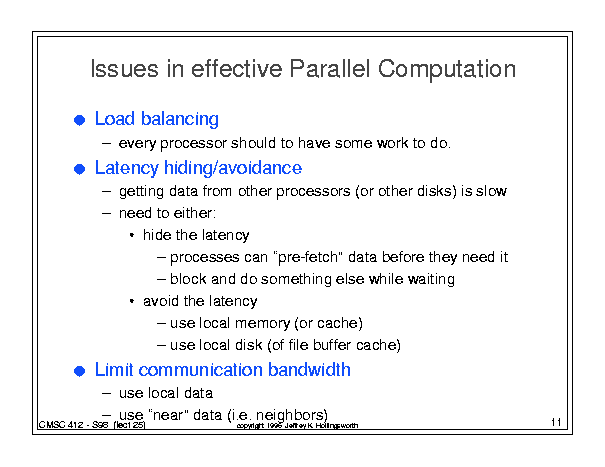 Issues in effective Parallel Computation
● Load balancing
– every processor should to have some work to do.
● Latency hiding/avoidance
– getting data from other processors (or other disks) is slow
– need to either:
• hide the latency
– processes can "pre-fetch" data before they need it
– block and do something else while waiting
• avoid the latency
– use local memory (or cache)
– use local disk (of file buffer cache)
● Limit communication bandwidth
– use local data
– use "near" data (i.e. neighbors)
CMSC 412 - S98 (lect25)
copyright 1996 Jeffrey K. Hollingsworth
11